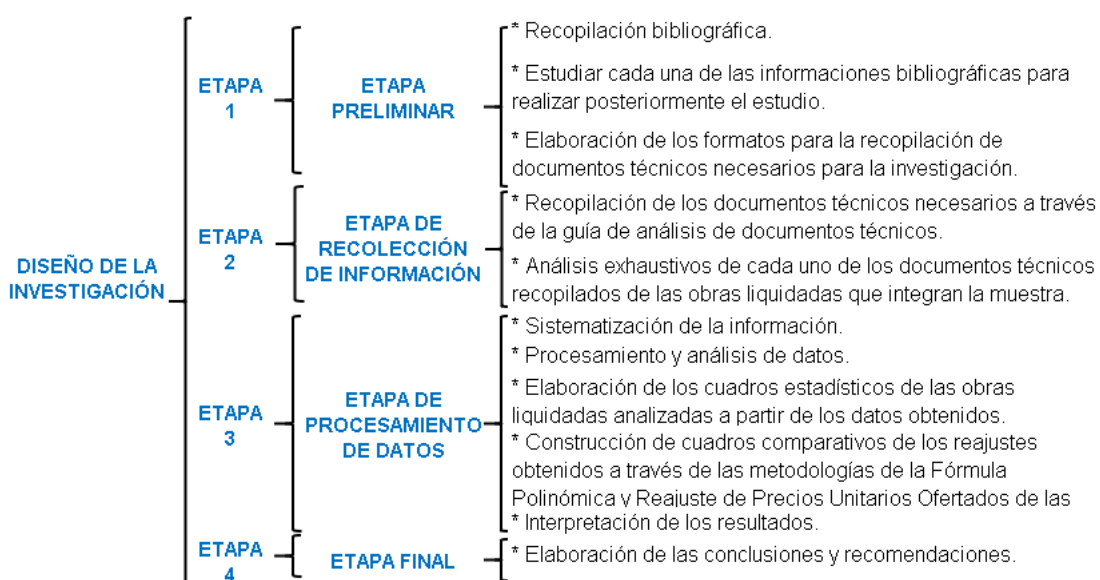 DISEÑO DE LA
INVESTIGACIÓN
ETAPA
1
ETAPA
PRELIMINAR
* Recopilación bibliográfica.
* Estudiar cada una de las informaciones bibliográficas para
realizar posteriormente el estudio.
* Elaboración de los formatos para la recopilación de
documentos técnicos necesarios para la investigación.
ETAPA
2
ETAPA DE
RECOLECCIÓN
DE INFORMACIÓN
* Recopilación de los documentos técnicos necesarios a través
de la guía de análisis de documentos técnicos.
* Análisis exhaustivos de cada uno de los documentos técnicos
recopilados de las obras liquidadas que integran la muestra.
ETAPA
3
ETAPA DE
PROCESAMIENTO
DE DATOS
* Sistematización de la información.
* Procesamiento y análisis de datos.
* Elaboración de los cuadros estadísticos de las obras
liquidadas analizadas a partir de los datos obtenidos.
* Construcción de cuadros comparativos de los reajustes
obtenidos a través de las metodologías de la Fórmula
Polinómica y Reajuste de Precios Unitarios Ofertados de las
* Interpretación de los resultados.
ETAPA
4
ETAPA FINAL
* Elaboración de las conclusiones y recomendaciones.